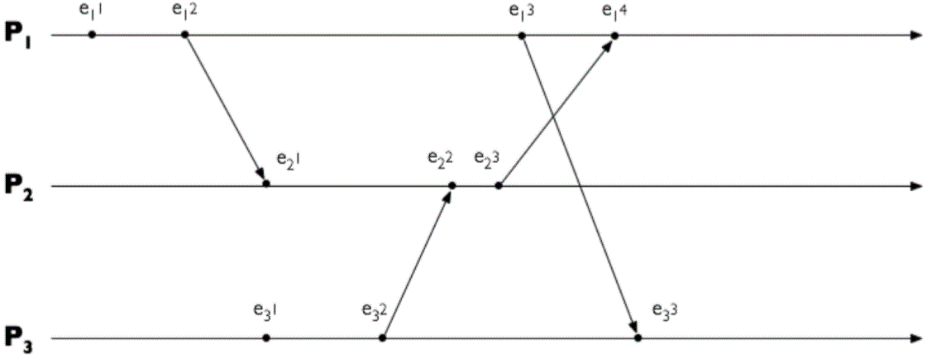 e₁¹ e₁² e₁³ e₁⁴
P₁
e₂¹ e₂² e₂³
P₂
e₃¹ e₃² e₃³
P₃